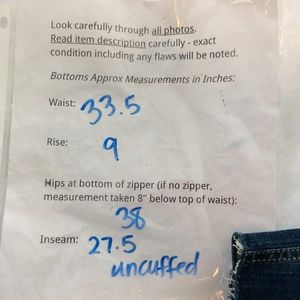 Look carefully through all photos.
Read item description carefully - exact
condition including any flaws will be noted.
Bottoms Approx Measurements in Inches:
Waist: 33.5
Rise: 9
Hips at bottom of zipper (if no zipper,
measurement taken 8" below top of waist):
38
Inseam: 27.5
uncuffed